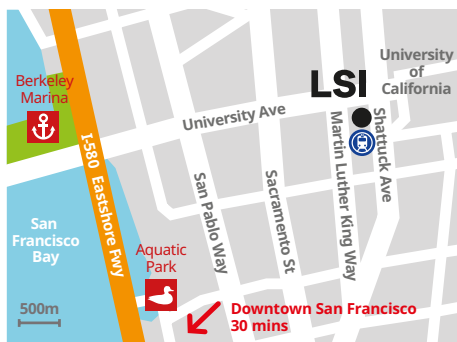 University
of
California
LSI
Berkeley
Marina
University Ave
I-580 Eastshore Fwy
San Pablo Way
Sacramento St
Martin Luther King Way
Shattuck Ave
San
Francisco
Bay
Aquatic
Park
500m
Downtown San Francisco
30 mins